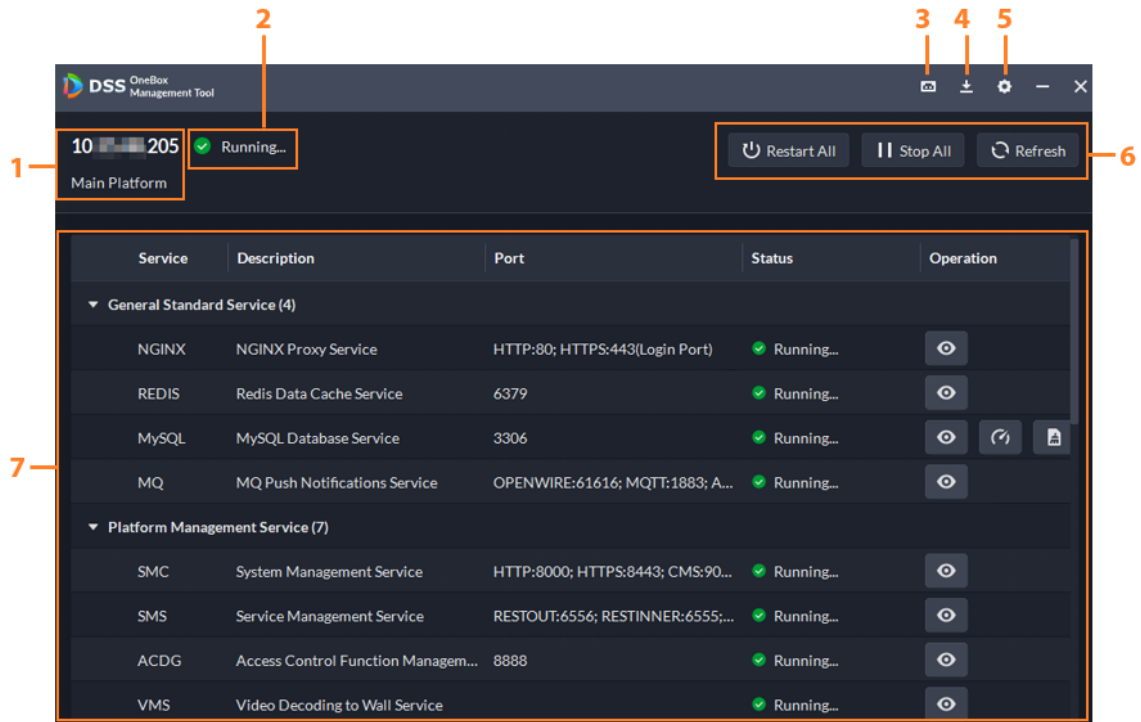 2
3 4 5
DSS OneBox
Management Tool
10 205 Running...
Restart All Stop All Refresh
1
6
Main Platform
Service Description Port Status Operation
General Standard Service (4)
NGINX NGINX Proxy Service HTTP:80; HTTPS:443(Login Port) Running...
REDIS Redis Data Cache Service 6379 Running...
MySQL MySQL Database Service 3306 Running...
7
MQ MQ Push Notifications Service OPENWIRE:61616; MQTT:1883; A... Running...
Platform Management Service (7)
SMC System Management Service HTTP:8000; HTTPS:8443; CMS:90... Running...
SMS Service Management Service RESTOUT:6556; RESTINNER:6555;... Running...
ACDG Access Control Function Managem... 8888 Running...
VMS Video Decoding to Wall Service Running...